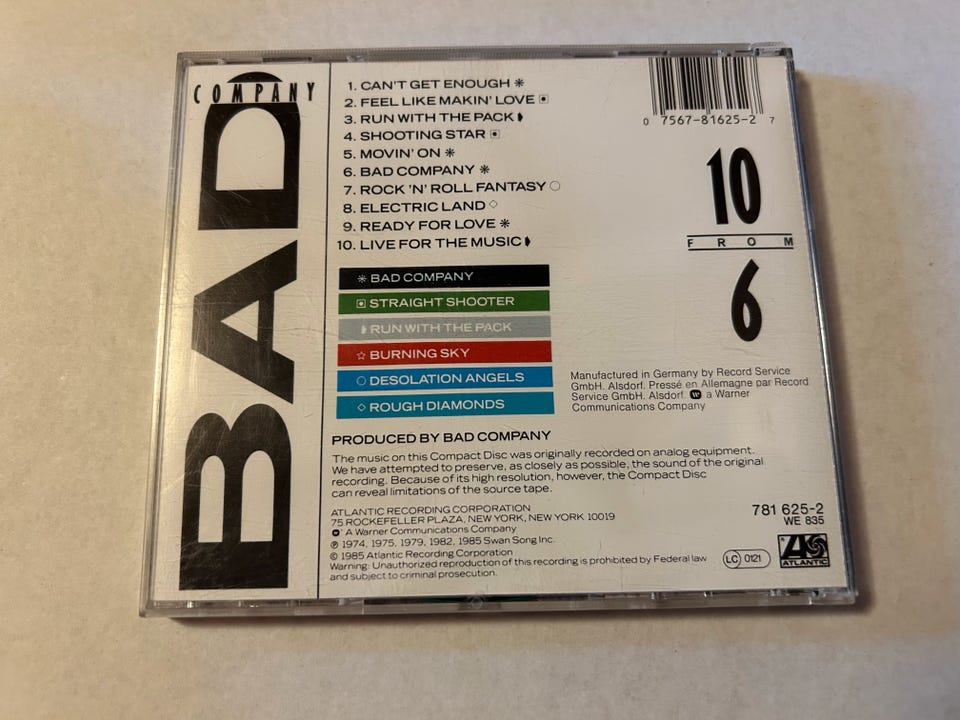 BAD
COMPANY
1. CAN'T GET ENOUGH ✳
2. FEEL LIKE MAKIN' LOVE ▣
3. RUN WITH THE PACK ◗
4. SHOOTING STAR ▣
5. MOVIN' ON ✳
6. BAD COMPANY ✳
7. ROCK 'N' ROLL FANTASY ○
8. ELECTRIC LAND ◇
9. READY FOR LOVE ✳
10. LIVE FOR THE MUSIC ◗
✳ BAD COMPANY
▣ STRAIGHT SHOOTER
◗ RUN WITH THE PACK
☆ BURNING SKY
○ DESOLATION ANGELS
◇ ROUGH DIAMONDS
0 7567-81625-2 7
10
FROM
6
Manufactured in Germany by Record Service
GmbH. Alsdorf. Pressé en Allemagne par Record
Service GmbH. Alsdorf. a Warner
Communications Company
PRODUCED BY BAD COMPANY
The music on this Compact Disc was originally recorded on analog equipment.
We have attempted to preserve, as closely as possible, the sound of the original
recording. Because of its high resolution, however, the Compact Disc
can reveal limitations of the source tape.
ATLANTIC RECORDING CORPORATION
75 ROCKEFELLER PLAZA, NEW YORK, NEW YORK 10019
A Warner Communications Company
℗ 1974, 1975, 1979, 1982, 1985 Swan Song Inc.
© 1985 Atlantic Recording Corporation
Warning: Unauthorized reproduction of this recording is prohibited by Federal law
and subject to criminal prosecution.
781 625-2
WE 835
LC 0121
ATLANTIC